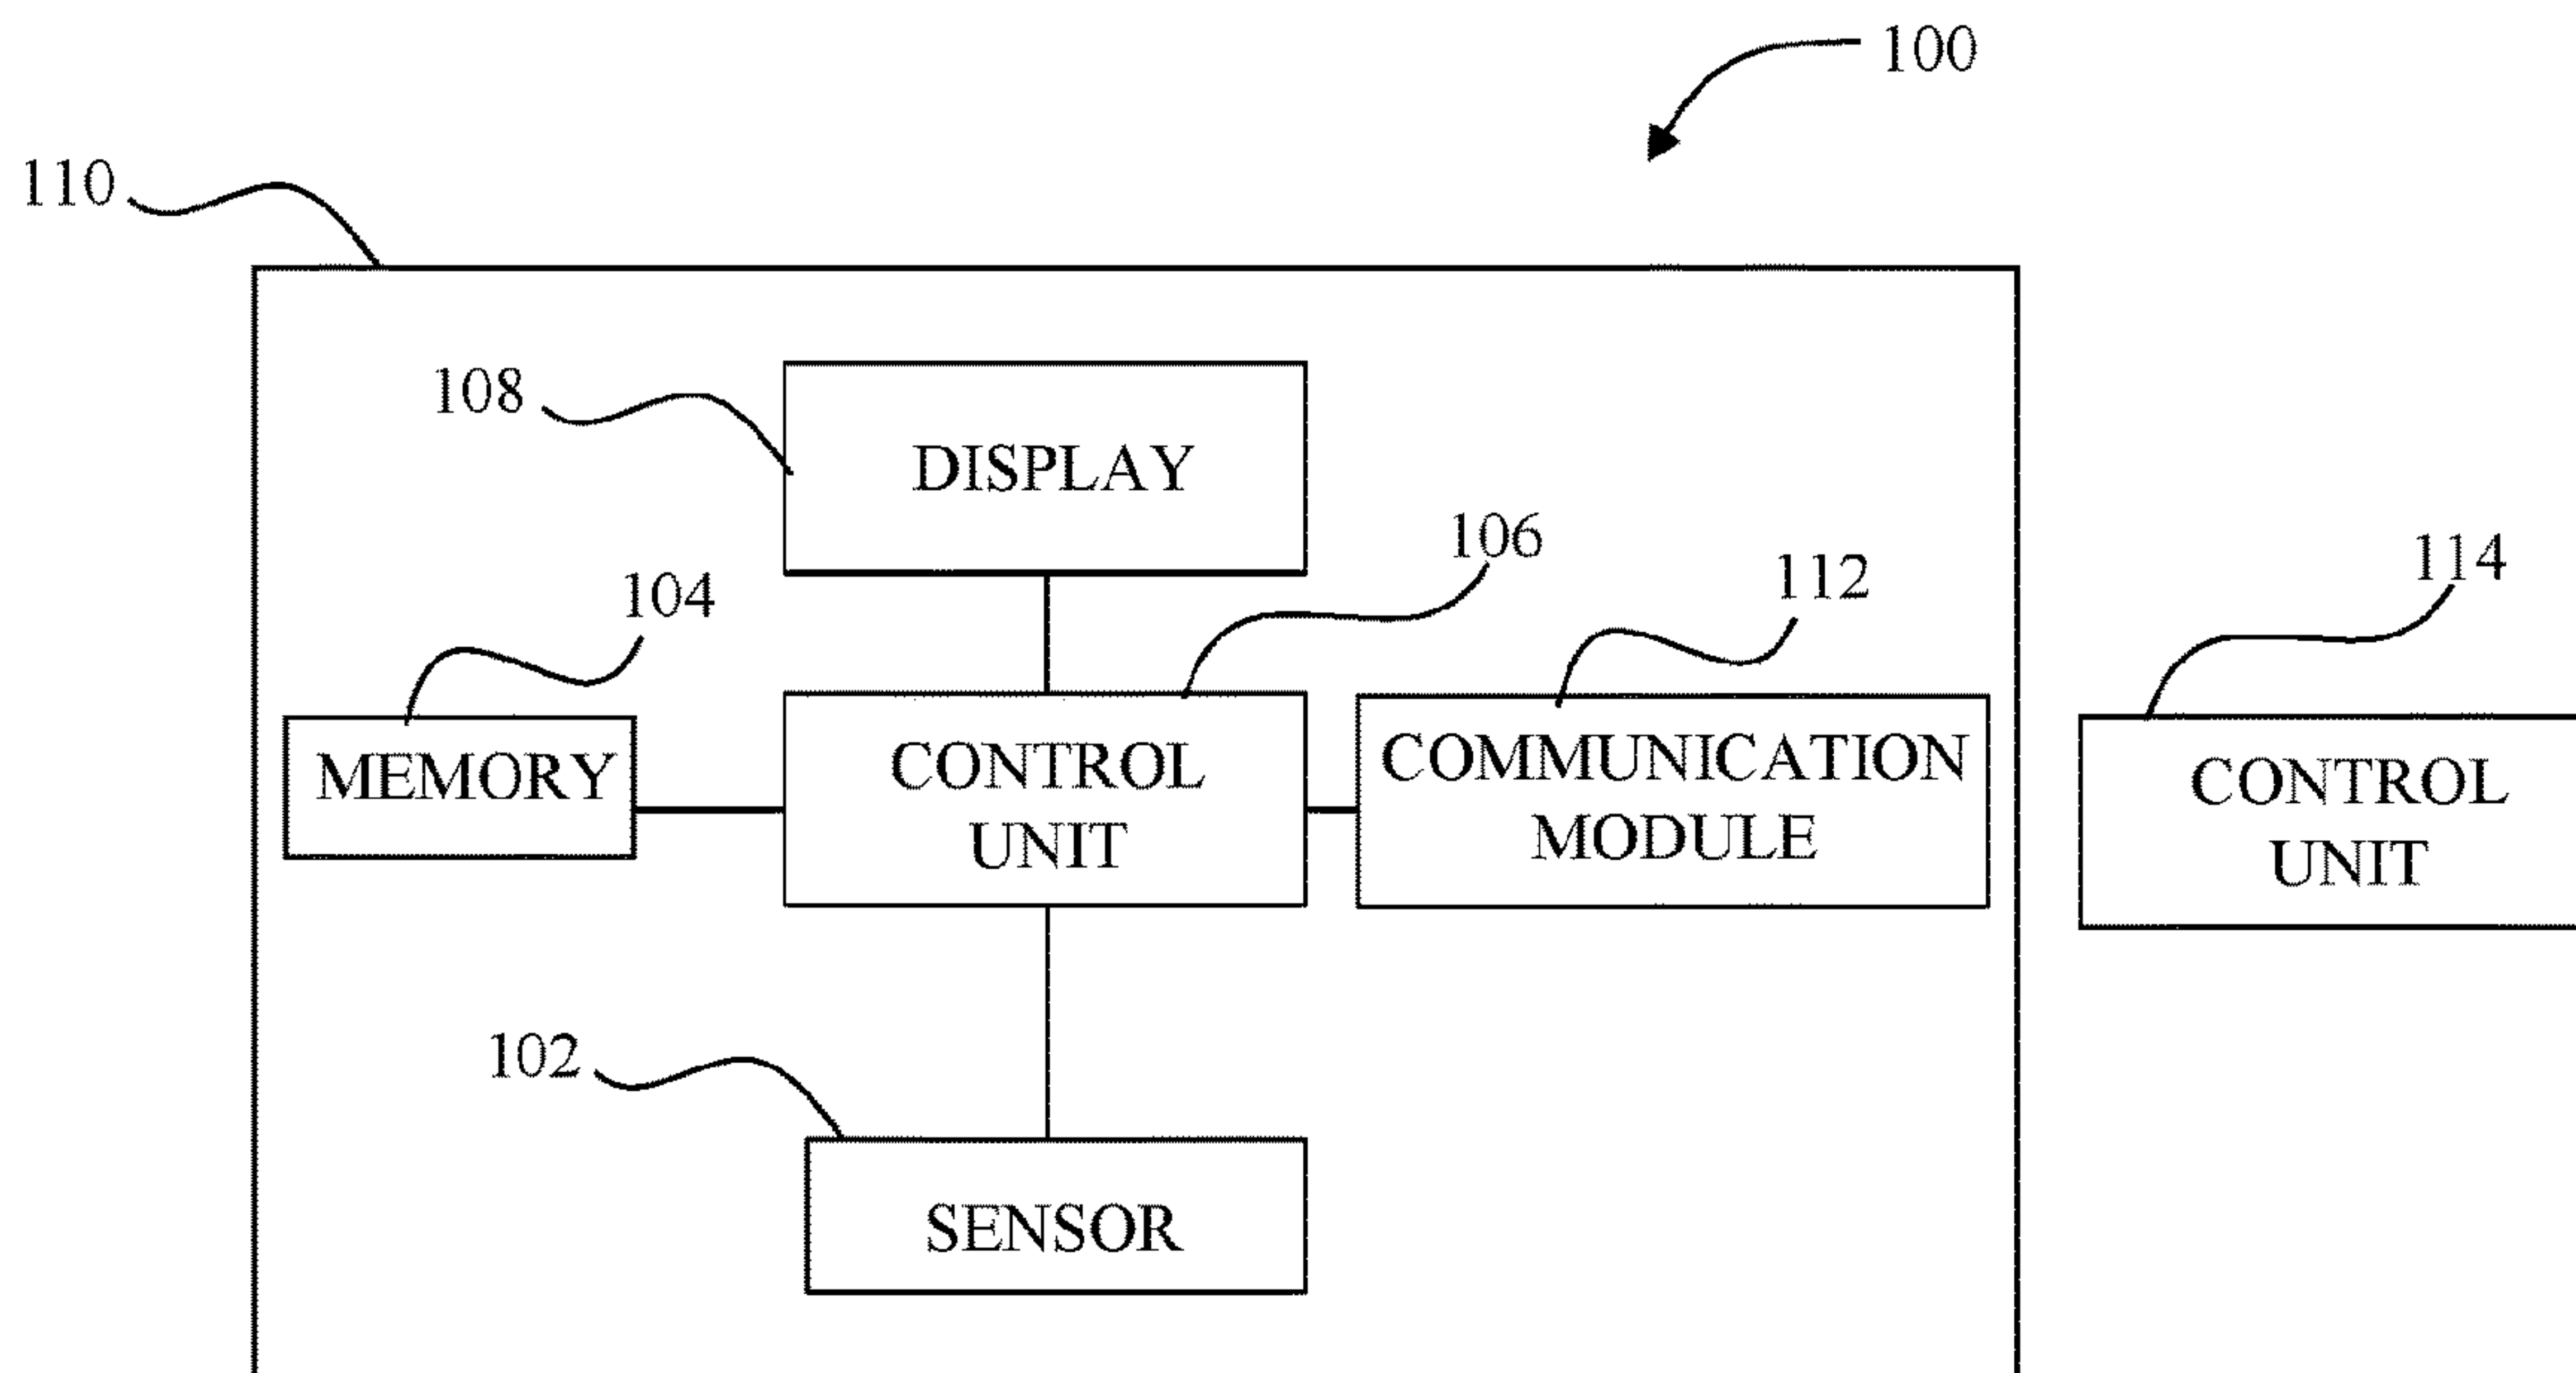 100
110
108
DISPLAY
106
112
114
104
MEMORY
CONTROL
UNIT
COMMUNICATION
MODULE
CONTROL
UNIT
102
SENSOR